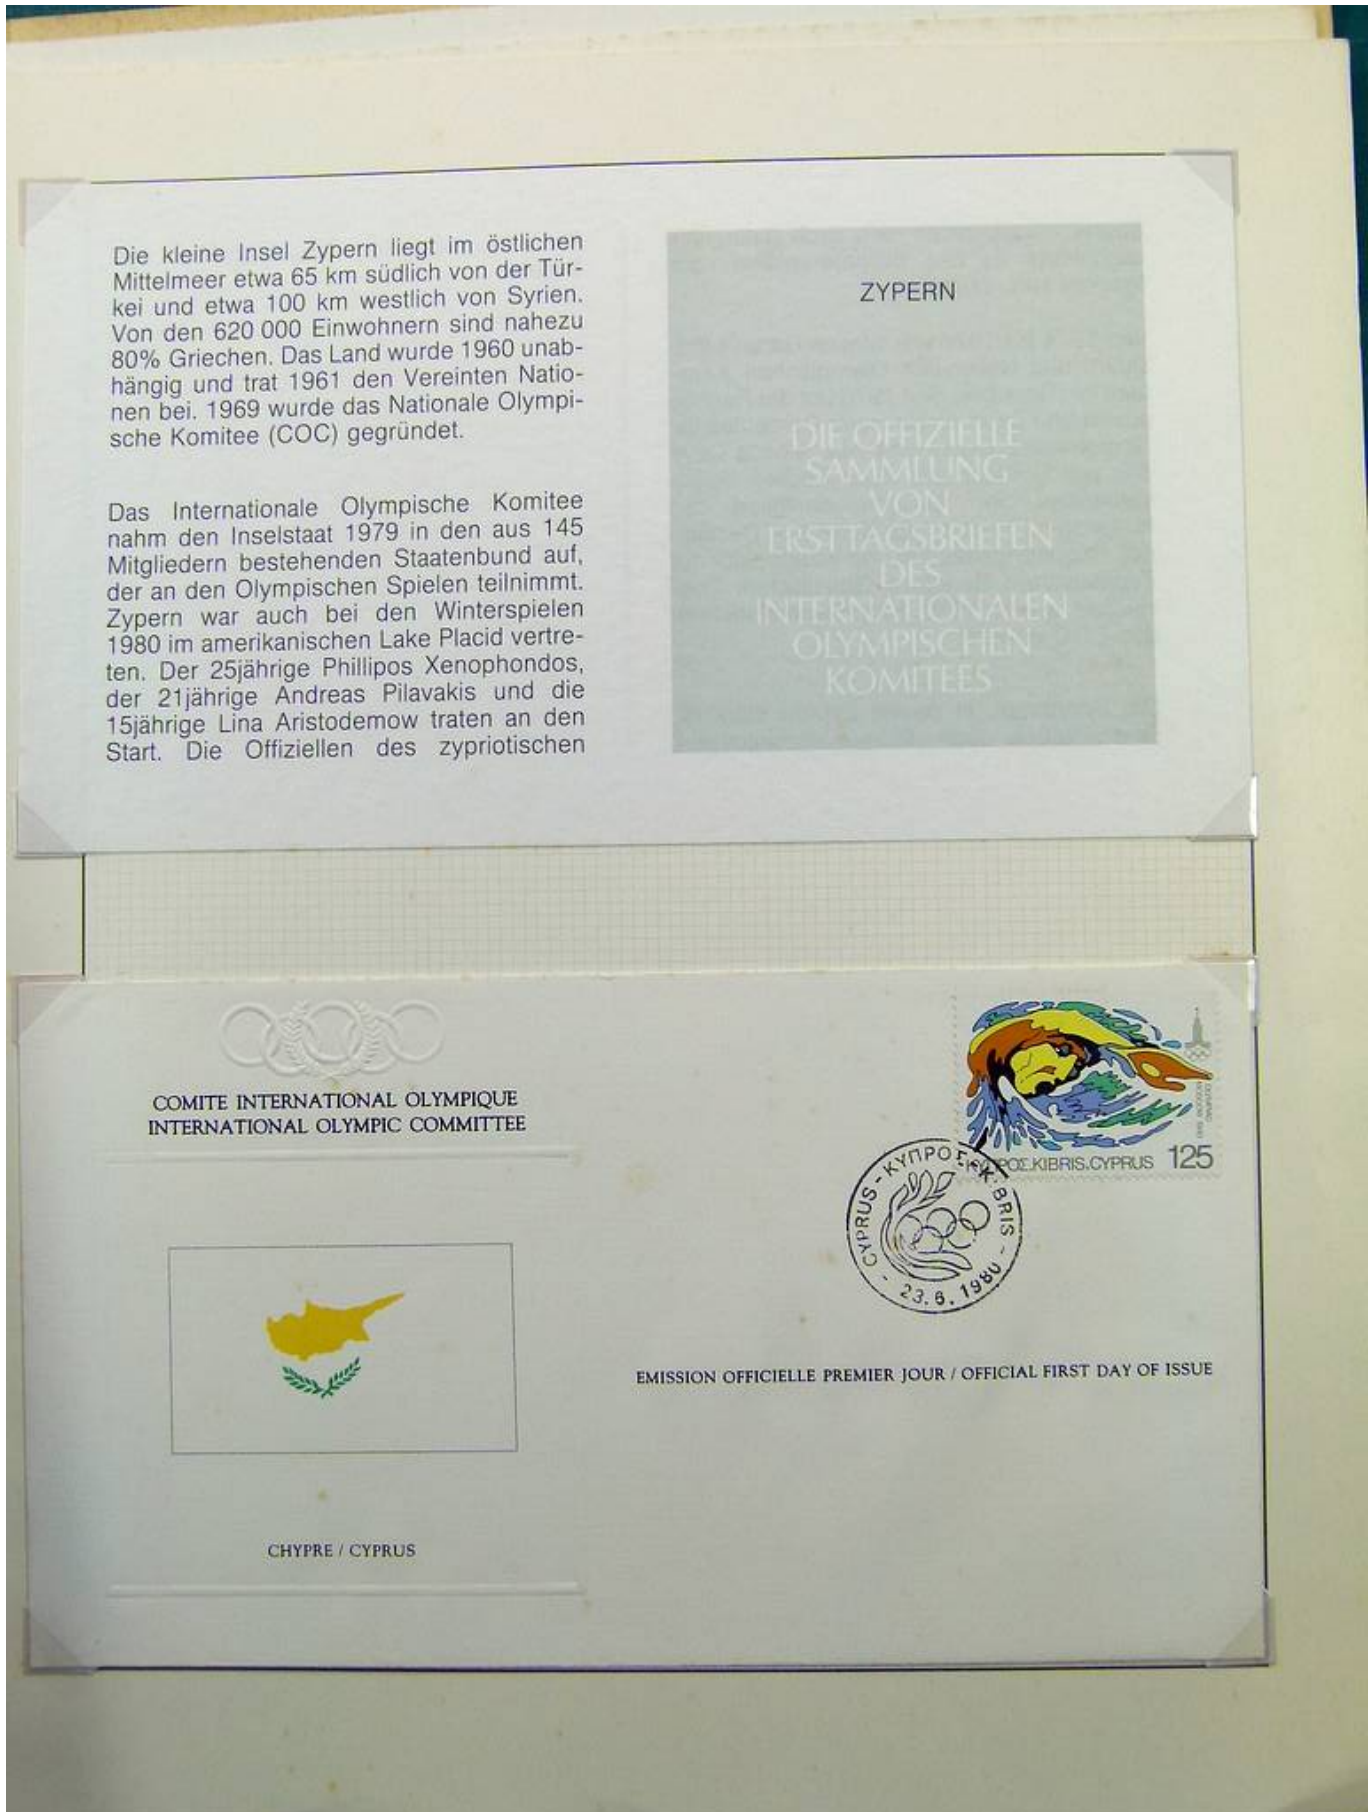 Die kleine Insel Zypern liegt im östlichen
Mittelmeer etwa 65 km südlich von der Tür-
kei und etwa 100 km westlich von Syrien.
Von den 620 000 Einwohnern sind nahezu
80% Griechen. Das Land wurde 1960 unab-
hängig und trat 1961 den Vereinten Natio-
nen bei. 1969 wurde das Nationale Olympi-
sche Komitee (COC) gegründet.
Das Internationale Olympische Komitee
nahm den Inselstaat 1979 in den aus 145
Mitgliedern bestehenden Staatenbund auf,
der an den Olympischen Spielen teilnimmt.
Zypern war auch bei den Winterspielen
1980 im amerikanischen Lake Placid vertre-
ten. Der 25jährige Phillipos Xenophondos,
der 21jährige Andreas Pilavakis und die
15jährige Lina Aristodemow traten an den
Start. Die Offiziellen des zypriotischen
ZYPERN
DIE OFFIZIELLE
SAMMLUNG
VON
ERSTTAGSBRIEFEN
DES
INTERNATIONALEN
OLYMPISCHEN
KOMITEES
COMITE INTERNATIONAL OLYMPIQUE
INTERNATIONAL OLYMPIC COMMITTEE
CHYPRE / CYPRUS
ΚΥΠΡΟΣ.KIBRIS.CYPRUS 125
CYPRUS - ΚΥΠΡΟΣ - KIBRIS -
23.6.1980
EMISSION OFFICIELLE PREMIER JOUR / OFFICIAL FIRST DAY OF ISSUE